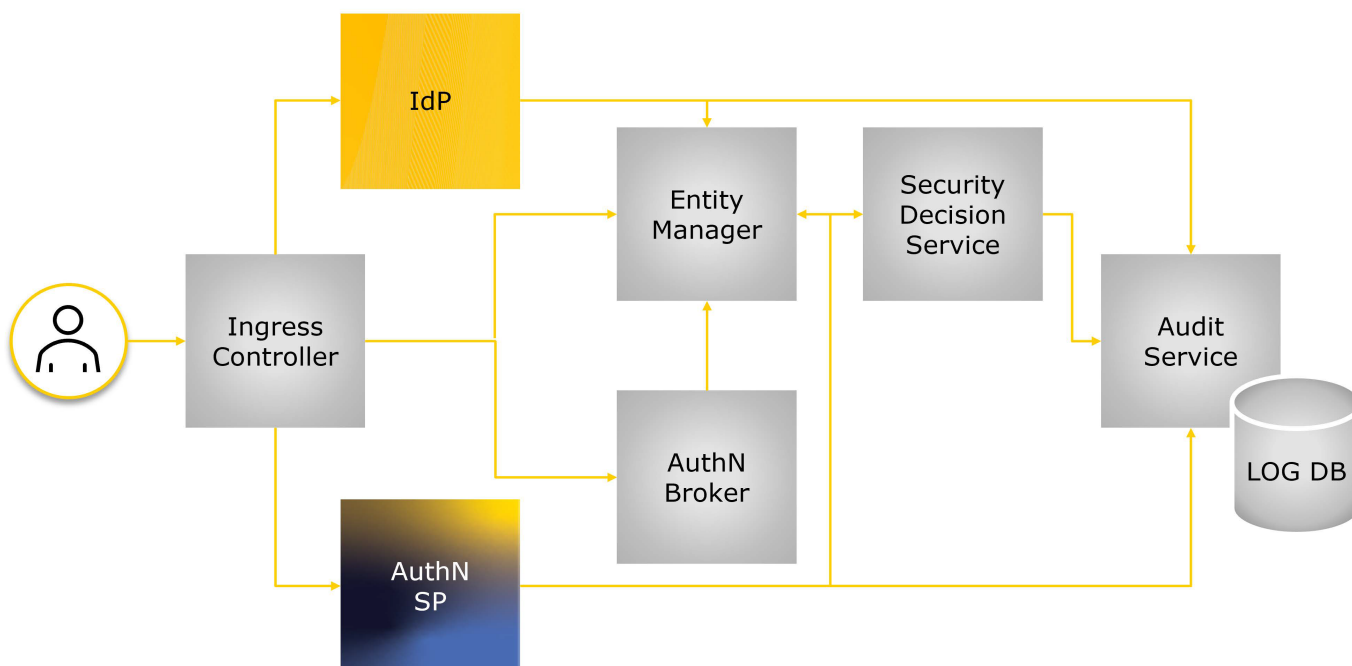 IdP
Entity
Manager
Security
Decision
Service
Ingress
Controller
Audit
Service
AuthN
Broker
LOG DB
AuthN
SP